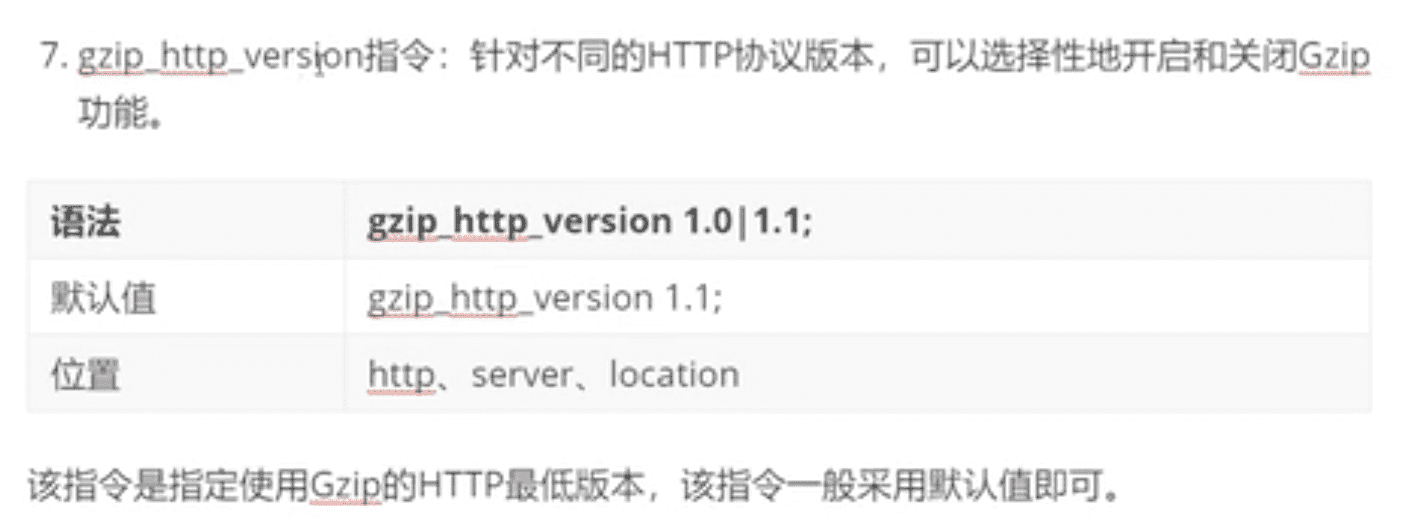 7. gzip_http_version指令：针对不同的HTTP协议版本，可以选择性地开启和关闭Gzip
功能。
语法 gzip_http_version 1.0|1.1;
默认值 gzip_http_version 1.1;
位置 http、server、location
该指令是指定使用Gzip的HTTP最低版本，该指令一般采用默认值即可。